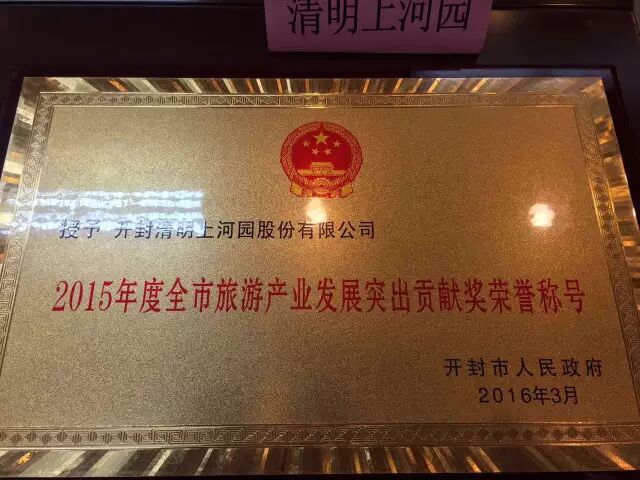 清明上河园
授予 开封清明上河园股份有限公司
2015年度全市旅游产业发展突出贡献奖荣誉称号
开封市人民政府
2016年3月